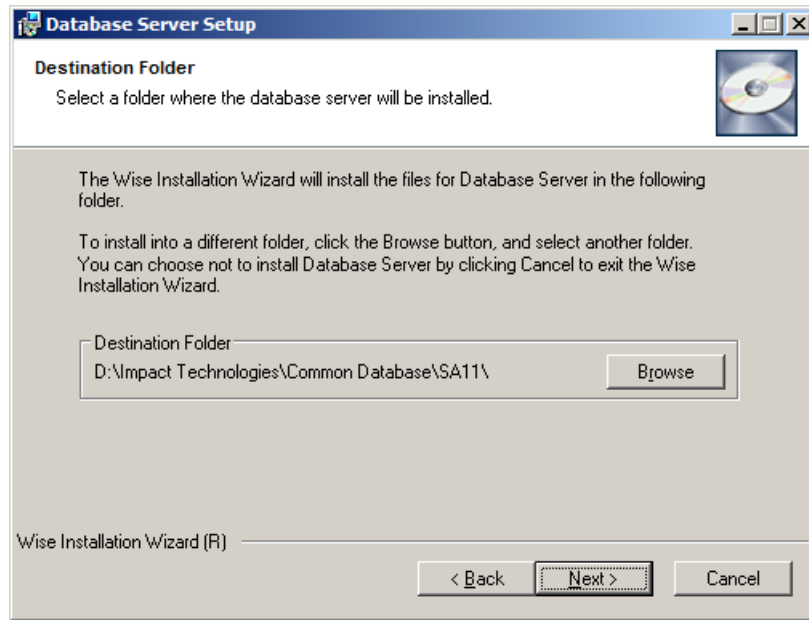 Database Server Setup
Destination Folder
Select a folder where the database server will be installed.
The Wise Installation Wizard will install the files for Database Server in the following
folder.
To install into a different folder, click the Browse button, and select another folder.
You can choose not to install Database Server by clicking Cancel to exit the Wise
Installation Wizard.
Destination Folder
D:\Impact Technologies\Common Database\SA11\
Browse
Wise Installation Wizard (R)
< Back
Next >
Cancel